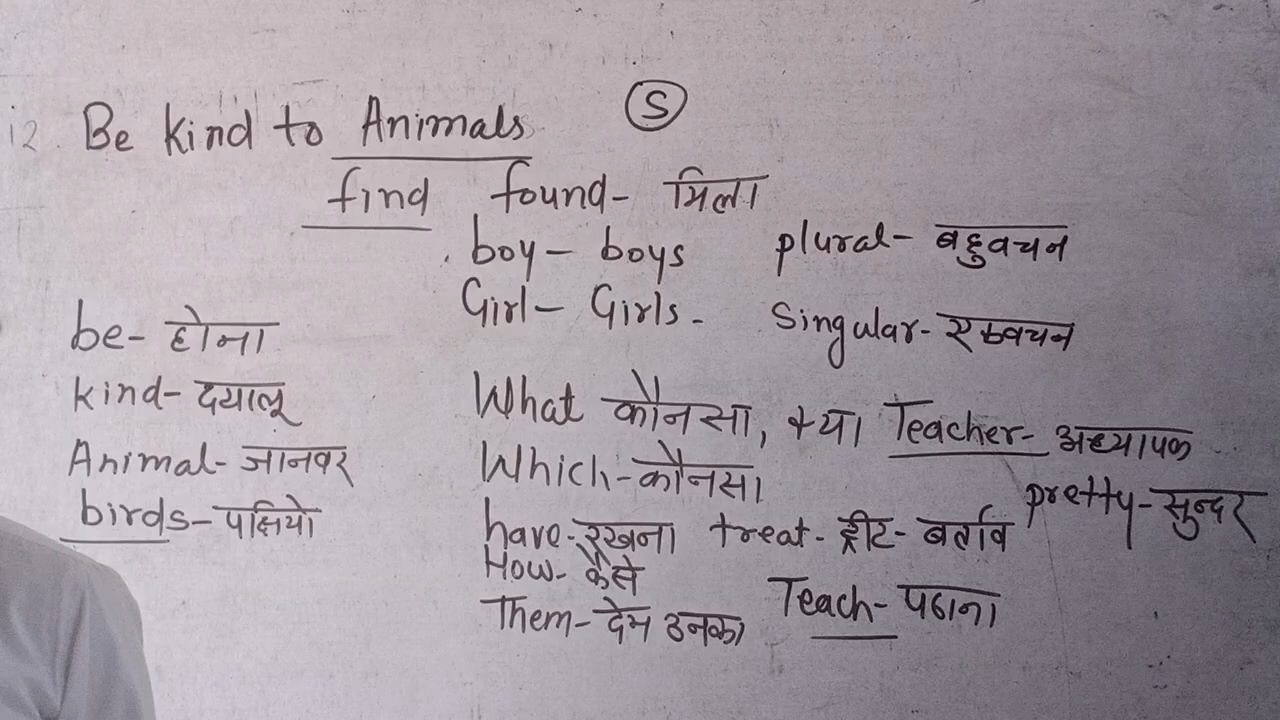 12. Be kind to Animals (S)
find found- मिला
boy- boys plural- बहुवचन
Girl- Girls- Singular- एकवचन
be- होना
kind- दयालू
Animal- जानवर
birds- पक्षियो
What कौनसा, क्या Teacher- अध्यापक
Which- कौनसा pretty- सुन्दर
have- रखना treat- ट्रीट- बर्ताव
How- कैसे
Them- देम उनका Teach- पढाना